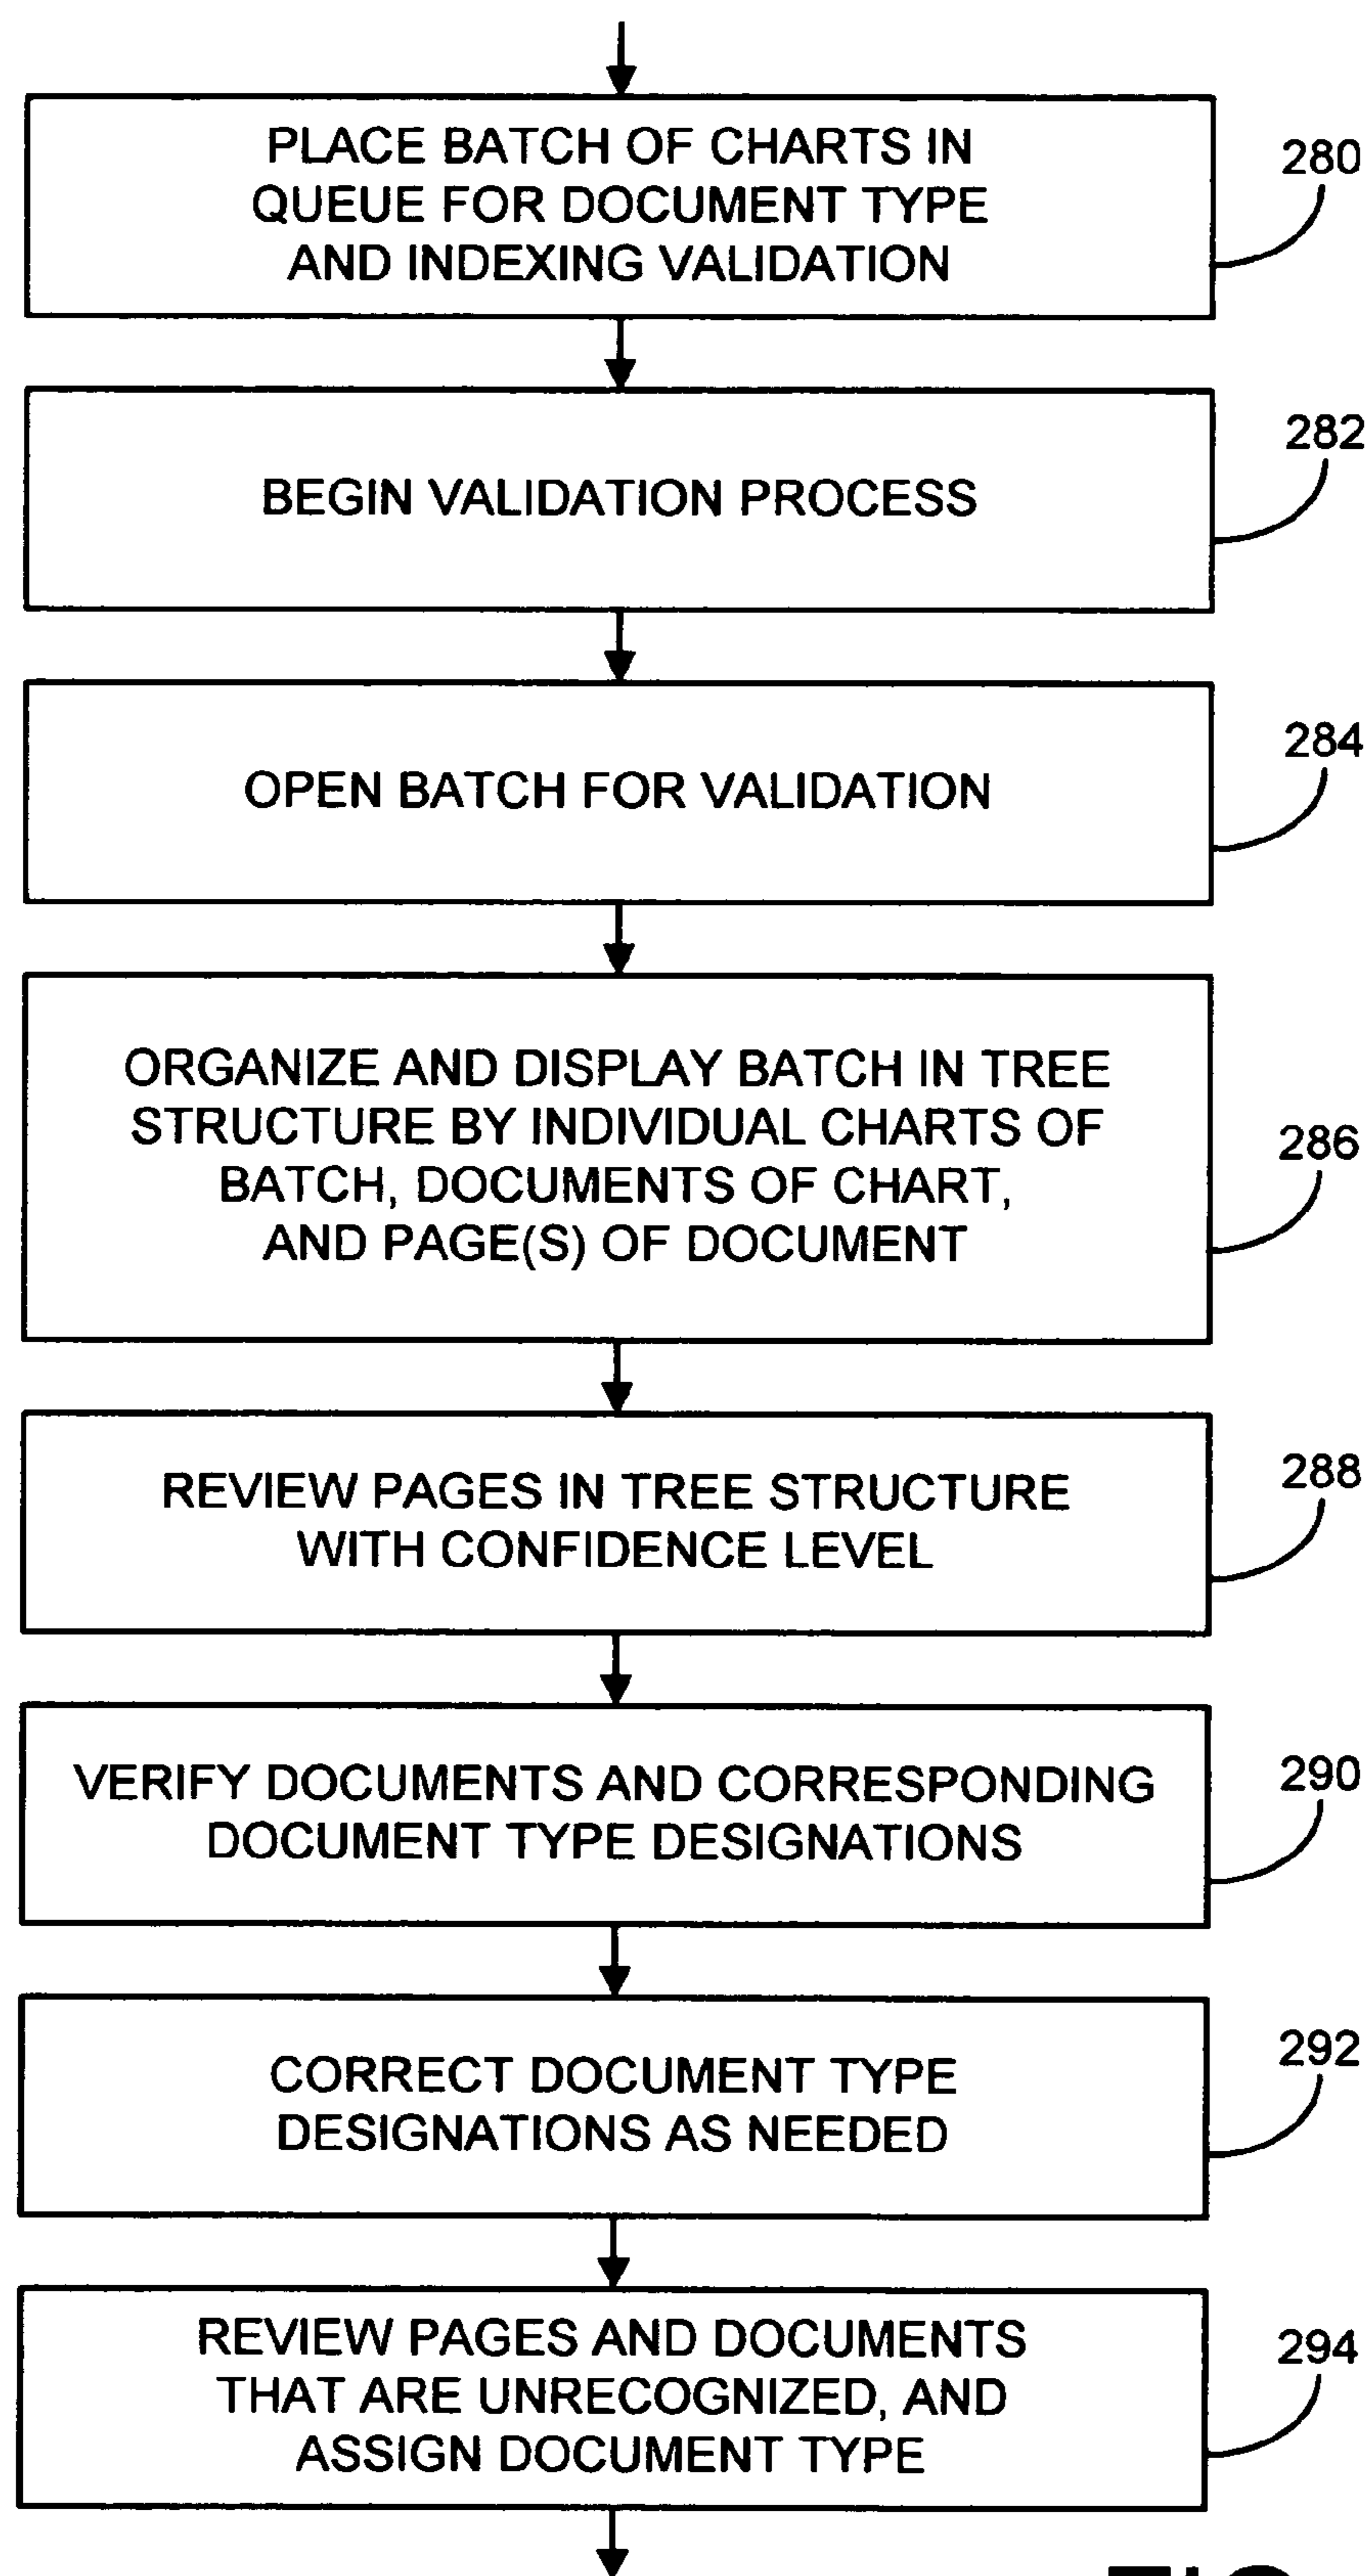 PLACE BATCH OF CHARTS IN
QUEUE FOR DOCUMENT TYPE
AND INDEXING VALIDATION
280
BEGIN VALIDATION PROCESS
282
OPEN BATCH FOR VALIDATION
284
ORGANIZE AND DISPLAY BATCH IN TREE
STRUCTURE BY INDIVIDUAL CHARTS OF
BATCH, DOCUMENTS OF CHART,
AND PAGE(S) OF DOCUMENT
286
REVIEW PAGES IN TREE STRUCTURE
WITH CONFIDENCE LEVEL
288
VERIFY DOCUMENTS AND CORRESPONDING
DOCUMENT TYPE DESIGNATIONS
290
CORRECT DOCUMENT TYPE
DESIGNATIONS AS NEEDED
292
REVIEW PAGES AND DOCUMENTS
THAT ARE UNRECOGNIZED, AND
ASSIGN DOCUMENT TYPE
294